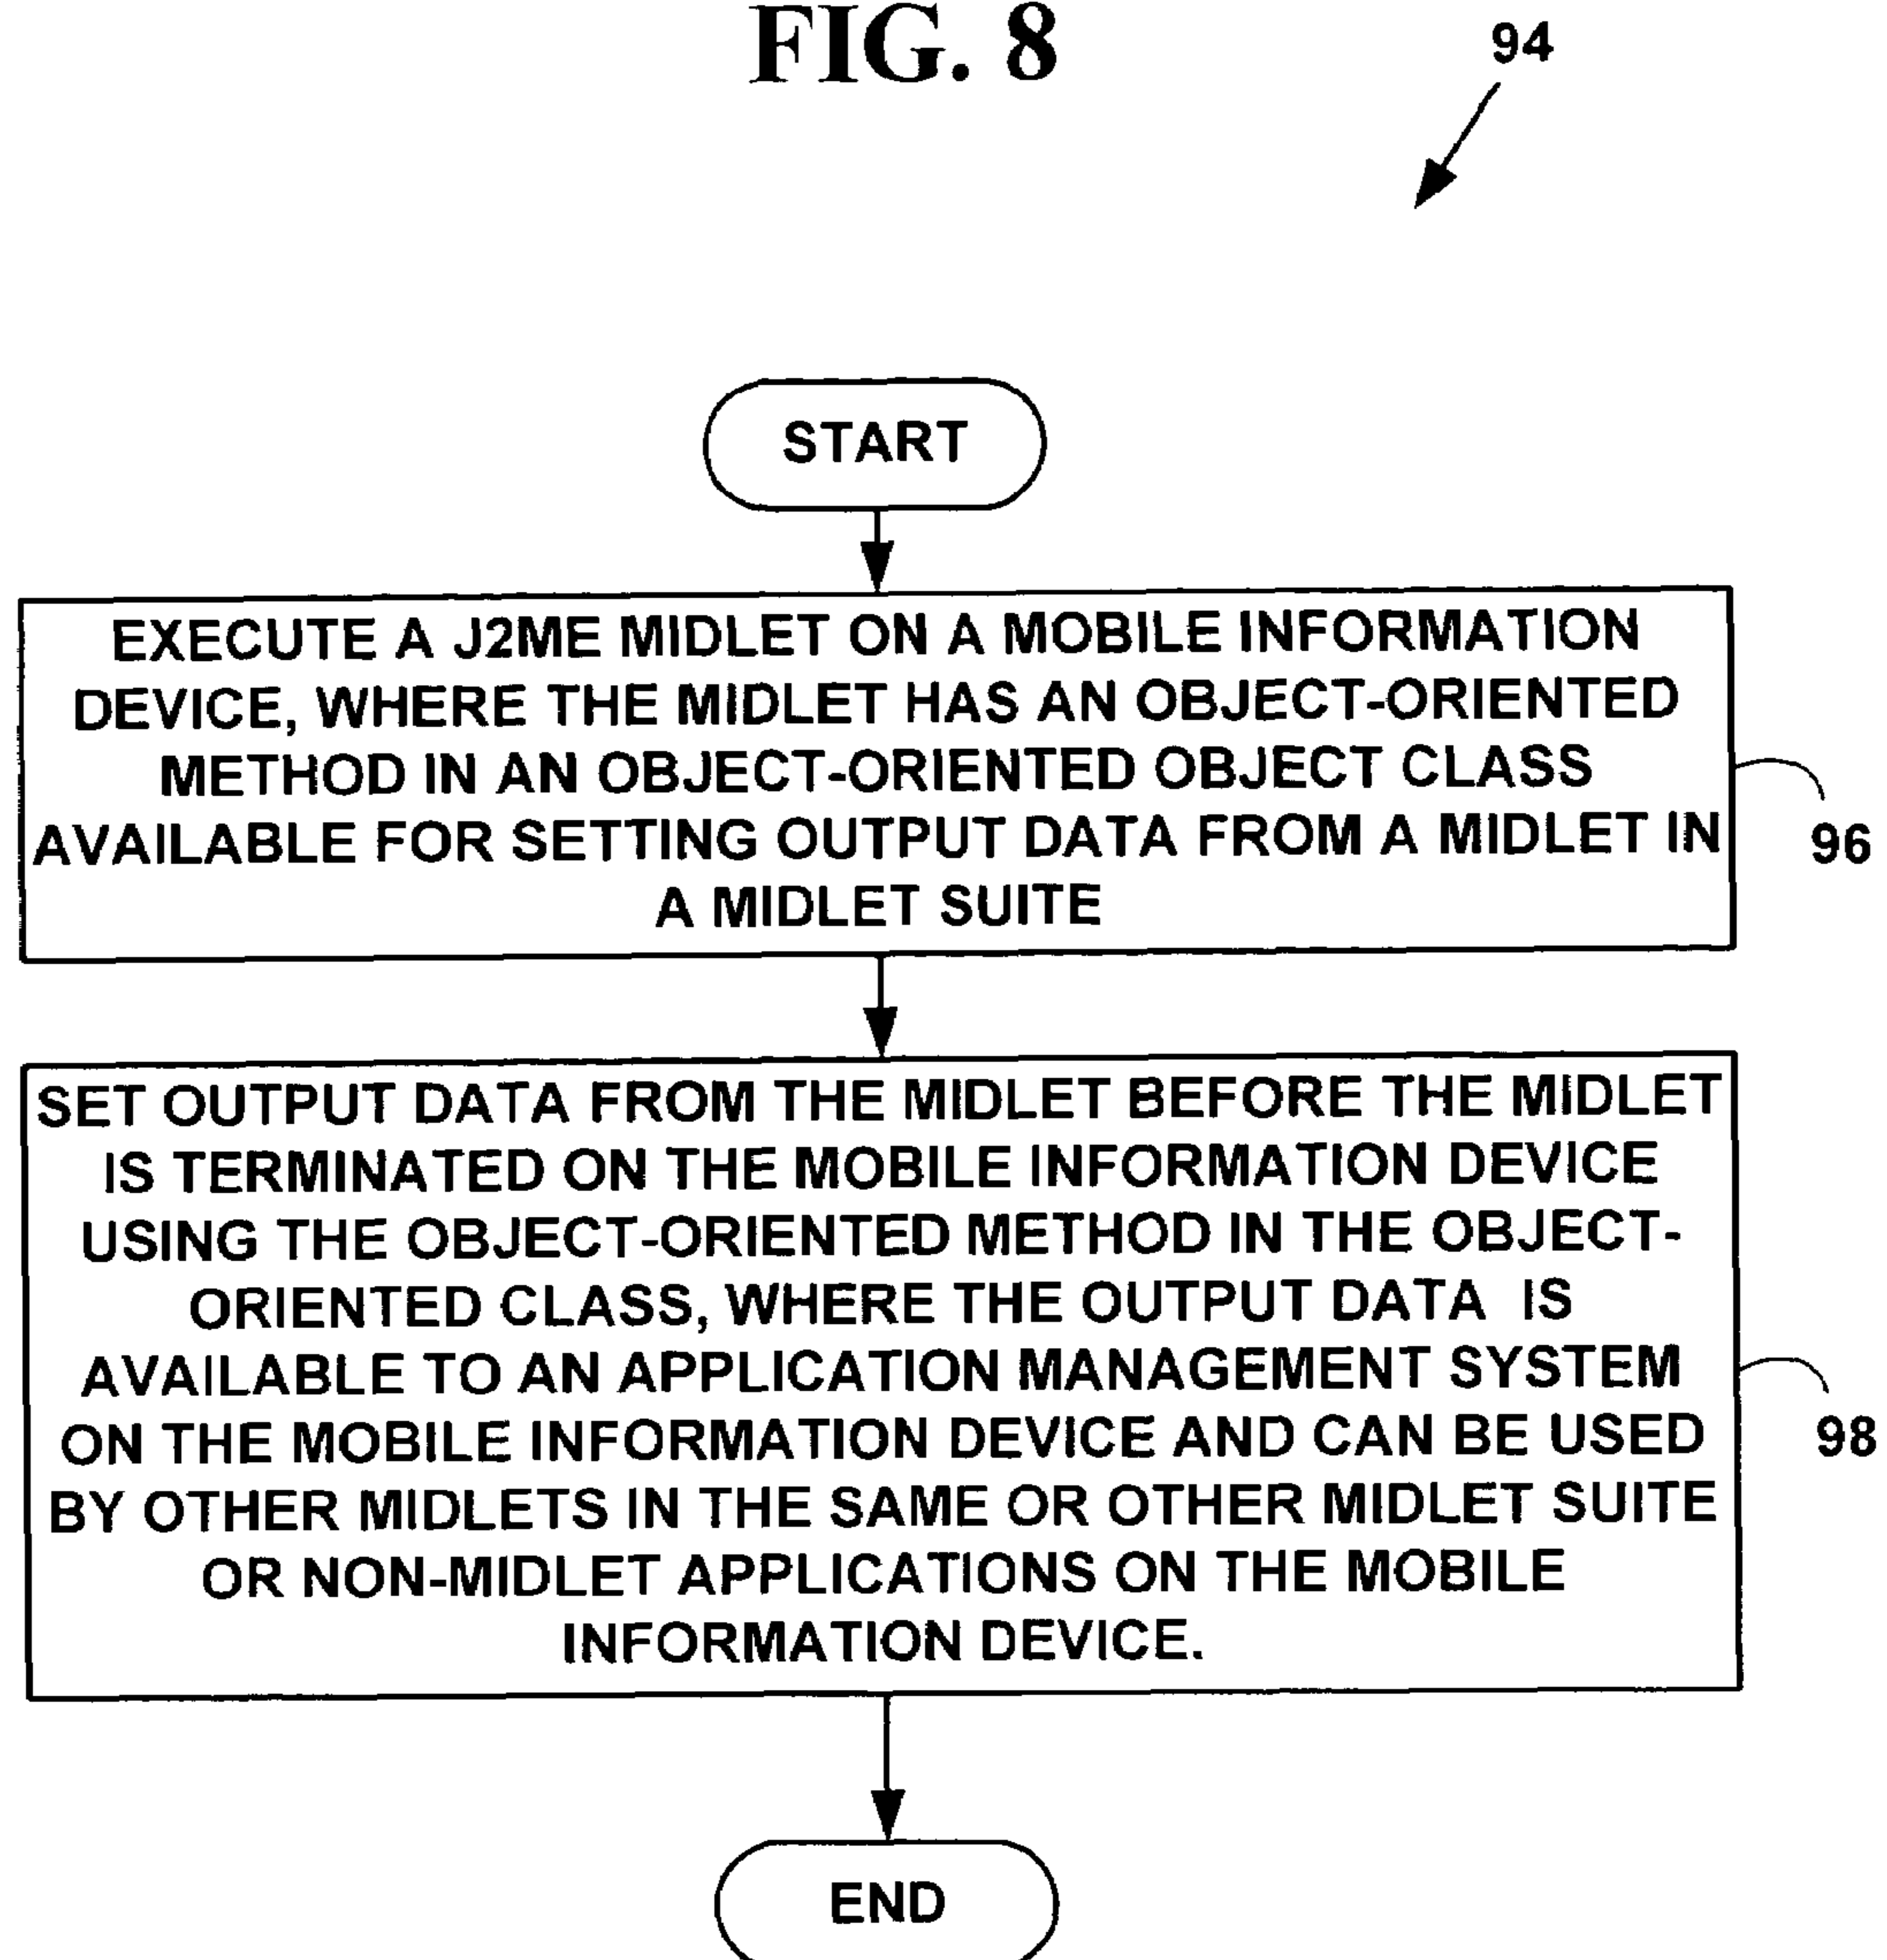 FIG. 8
94
START
EXECUTE A J2ME MIDLET ON A MOBILE INFORMATION
DEVICE, WHERE THE MIDLET HAS AN OBJECT-ORIENTED
METHOD IN AN OBJECT-ORIENTED OBJECT CLASS
AVAILABLE FOR SETTING OUTPUT DATA FROM A MIDLET IN
A MIDLET SUITE
96
SET OUTPUT DATA FROM THE MIDLET BEFORE THE MIDLET
IS TERMINATED ON THE MOBILE INFORMATION DEVICE
USING THE OBJECT-ORIENTED METHOD IN THE OBJECT-
ORIENTED CLASS, WHERE THE OUTPUT DATA IS
AVAILABLE TO AN APPLICATION MANAGEMENT SYSTEM
ON THE MOBILE INFORMATION DEVICE AND CAN BE USED
BY OTHER MIDLETS IN THE SAME OR OTHER MIDLET SUITE
OR NON-MIDLET APPLICATIONS ON THE MOBILE
INFORMATION DEVICE.
98
END